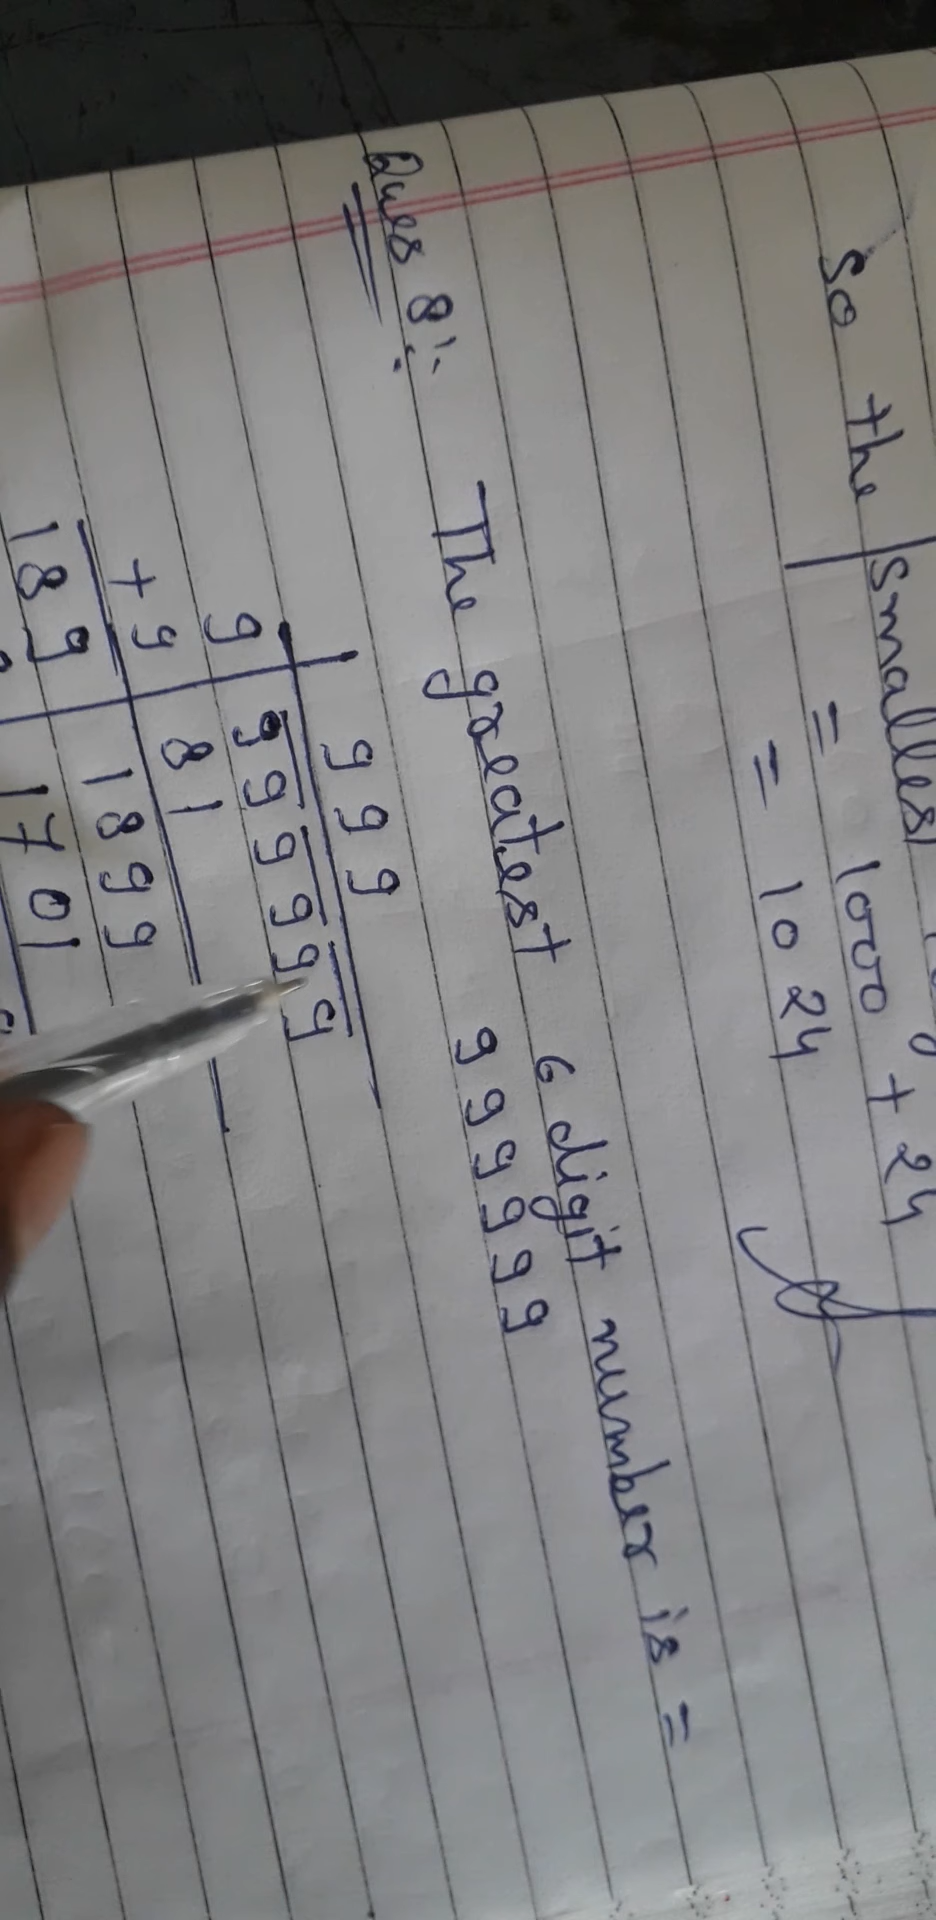 So the smallest
= 1000 + 24
= 1024
Ques 8:- The greatest 6 digit number is =
999999
999
9 999999
+9 81
189 1899
1701